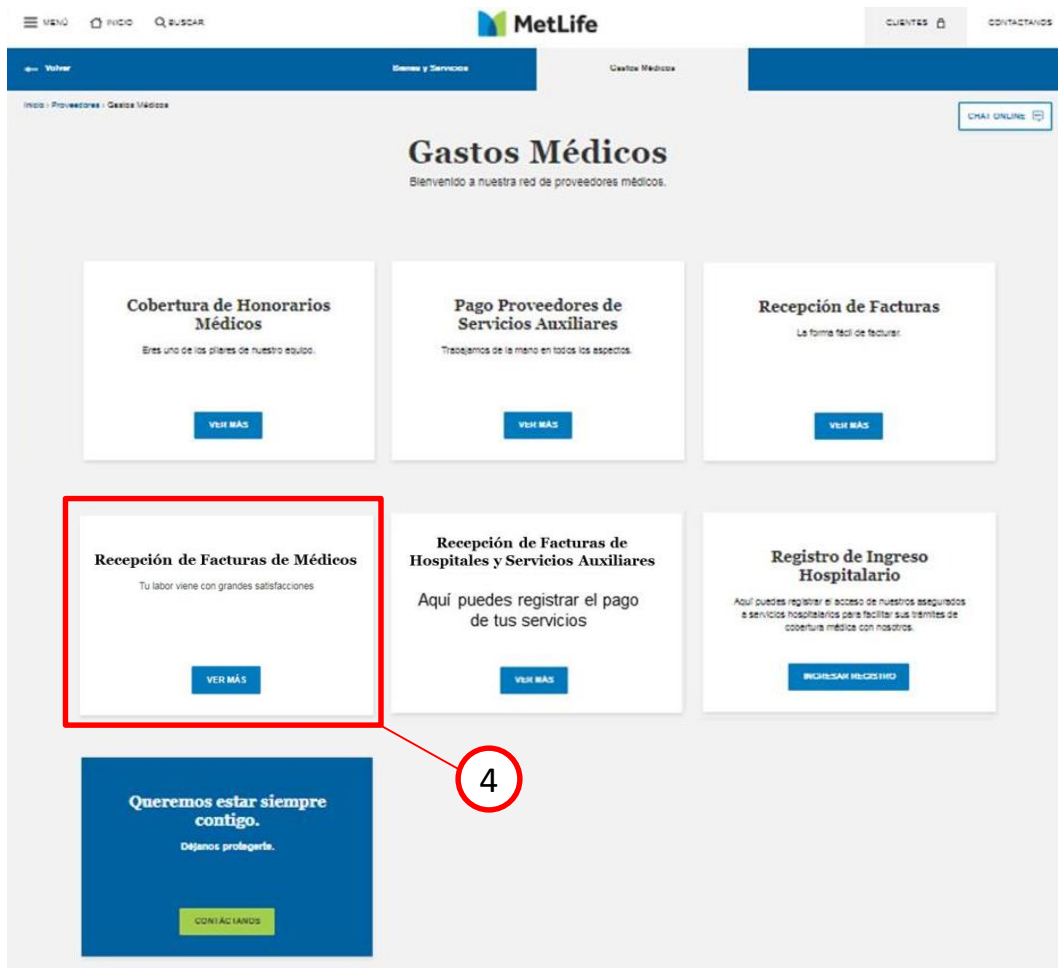 MENÚ INICIO BUSCAR MetLife CLIENTES CONTACTANOS
Volver Bienes y Servicios Gastos Médicos
Inicio › Proveedores › Gastos Médicos
CHAT ONLINE
Gastos Médicos
Bienvenido a nuestra red de proveedores médicos.
Cobertura de Honorarios
Médicos
Eres uno de los pilares de nuestro equipo.
VER MÁS
Pago Proveedores de
Servicios Auxiliares
Trabajamos de la mano en todos los aspectos.
VER MÁS
Recepción de Facturas
La forma fácil de facturar.
VER MÁS
Recepción de Facturas de Médicos
Tu labor viene con grandes satisfacciones
VER MÁS
Recepción de Facturas de
Hospitales y Servicios Auxiliares
Aquí puedes registrar el pago
de tus servicios
VER MÁS
Registro de Ingreso
Hospitalario
Aquí puedes registrar el acceso de nuestros asegurados
a servicios hospitalarios para facilitar sus trámites de
cobertura médica con nosotros.
INGRESAR REGISTRO
4
Queremos estar siempre
contigo.
Déjanos protegerte.
CONTÁCTANOS